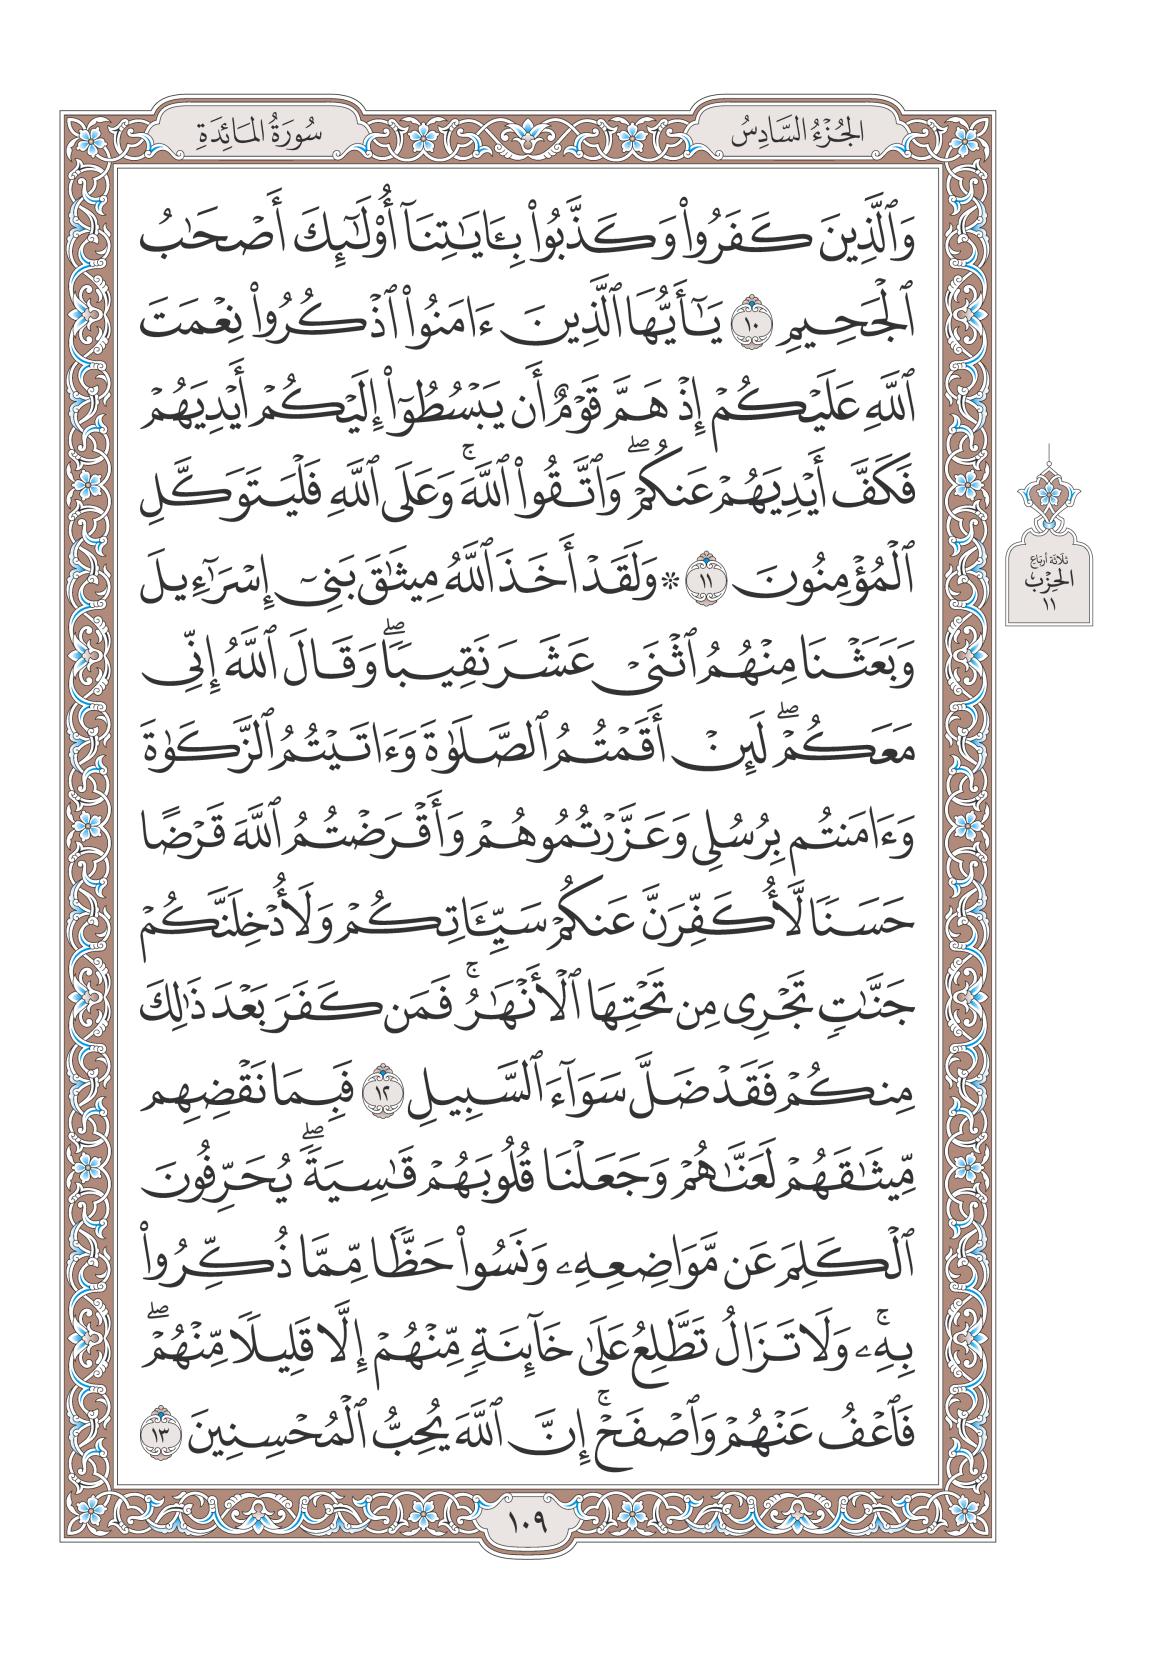 الجُزْءُ السَّادِسُ
سُورَةُ المَائِدَةِ
وَٱلَّذِينَ كَفَرُوا۟ وَكَذَّبُوا۟ بِـَٔايَـٰتِنَآ أُو۟لَـٰٓئِكَ أَصْحَـٰبُ
ٱلْجَحِيمِ ١٠ يَـٰٓأَيُّهَا ٱلَّذِينَ ءَامَنُوا۟ ٱذْكُرُوا۟ نِعْمَتَ
ٱللَّهِ عَلَيْكُمْ إِذْ هَمَّ قَوْمٌ أَن يَبْسُطُوٓا۟ إِلَيْكُمْ أَيْدِيَهُمْ
فَكَفَّ أَيْدِيَهُمْ عَنكُمْ ۖ وَٱتَّقُوا۟ ٱللَّهَ ۚ وَعَلَى ٱللَّهِ فَلْيَتَوَكَّلِ
ٱلْمُؤْمِنُونَ ١١ ۞ وَلَقَدْ أَخَذَ ٱللَّهُ مِيثَـٰقَ بَنِىٓ إِسْرَٰٓءِيلَ
وَبَعَثْنَا مِنْهُمُ ٱثْنَىْ عَشَرَ نَقِيبًا ۖ وَقَالَ ٱللَّهُ إِنِّى
مَعَكُمْ ۖ لَئِنْ أَقَمْتُمُ ٱلصَّلَوٰةَ وَءَاتَيْتُمُ ٱلزَّكَوٰةَ
وَءَامَنتُم بِرُسُلِى وَعَزَّرْتُمُوهُمْ وَأَقْرَضْتُمُ ٱللَّهَ قَرْضًا
حَسَنًا لَّأُكَفِّرَنَّ عَنكُمْ سَيِّـَٔاتِكُمْ وَلَأُدْخِلَنَّكُمْ
جَنَّـٰتٍ تَجْرِى مِن تَحْتِهَا ٱلْأَنْهَـٰرُ ۚ فَمَن كَفَرَ بَعْدَ ذَٰلِكَ
مِنكُمْ فَقَدْ ضَلَّ سَوَآءَ ٱلسَّبِيلِ ١٢ فَبِمَا نَقْضِهِم
مِّيثَـٰقَهُمْ لَعَنَّـٰهُمْ وَجَعَلْنَا قُلُوبَهُمْ قَـٰسِيَةً ۖ يُحَرِّفُونَ
ٱلْكَلِمَ عَن مَّوَاضِعِهِۦ وَنَسُوا۟ حَظًّا مِّمَّا ذُكِّرُوا۟
بِهِۦ ۚ وَلَا تَزَالُ تَطَّلِعُ عَلَىٰ خَآئِنَةٍ مِّنْهُمْ إِلَّا قَلِيلًا مِّنْهُمْ ۖ
فَٱعْفُ عَنْهُمْ وَٱصْفَحْ ۚ إِنَّ ٱللَّهَ يُحِبُّ ٱلْمُحْسِنِينَ ١٣
ثلاثة أرباع
الحِزْب
١١
١٠٩